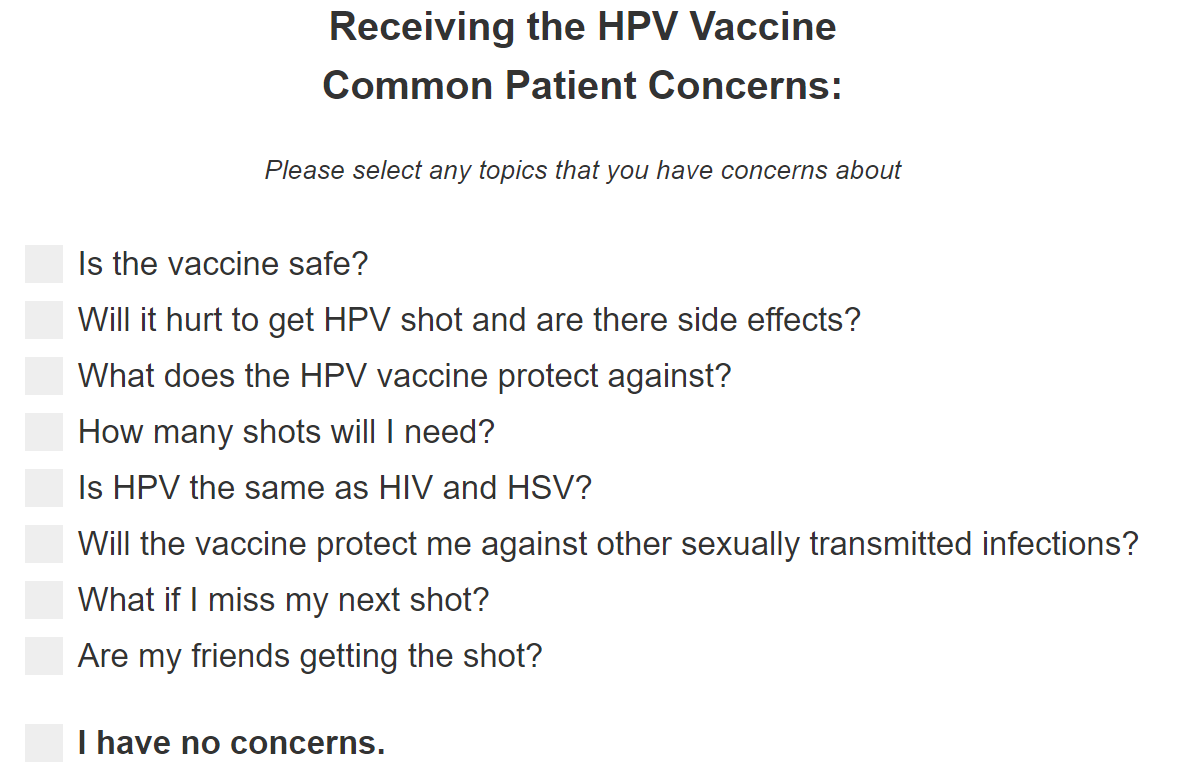 Receiving the HPV Vaccine
Common Patient Concerns:
Please select any topics that you have concerns about
Is the vaccine safe?
Will it hurt to get HPV shot and are there side effects?
What does the HPV vaccine protect against?
How many shots will I need?
Is HPV the same as HIV and HSV?
Will the vaccine protect me against other sexually transmitted infections?
What if I miss my next shot?
Are my friends getting the shot?
I have no concerns.